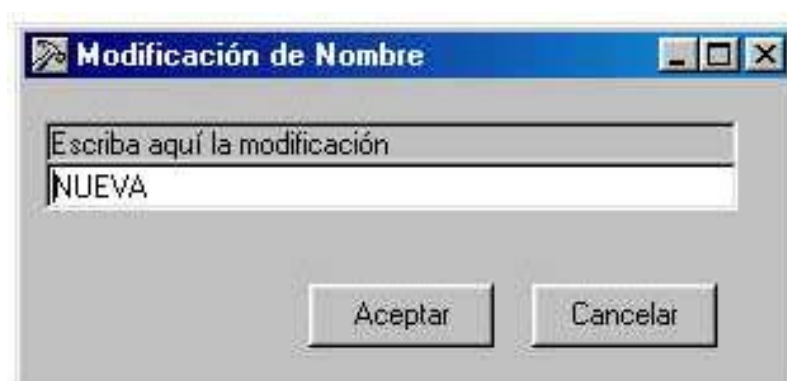 Modificación de Nombre
Escriba aquí la modificación
NUEVA
Aceptar
Cancelar